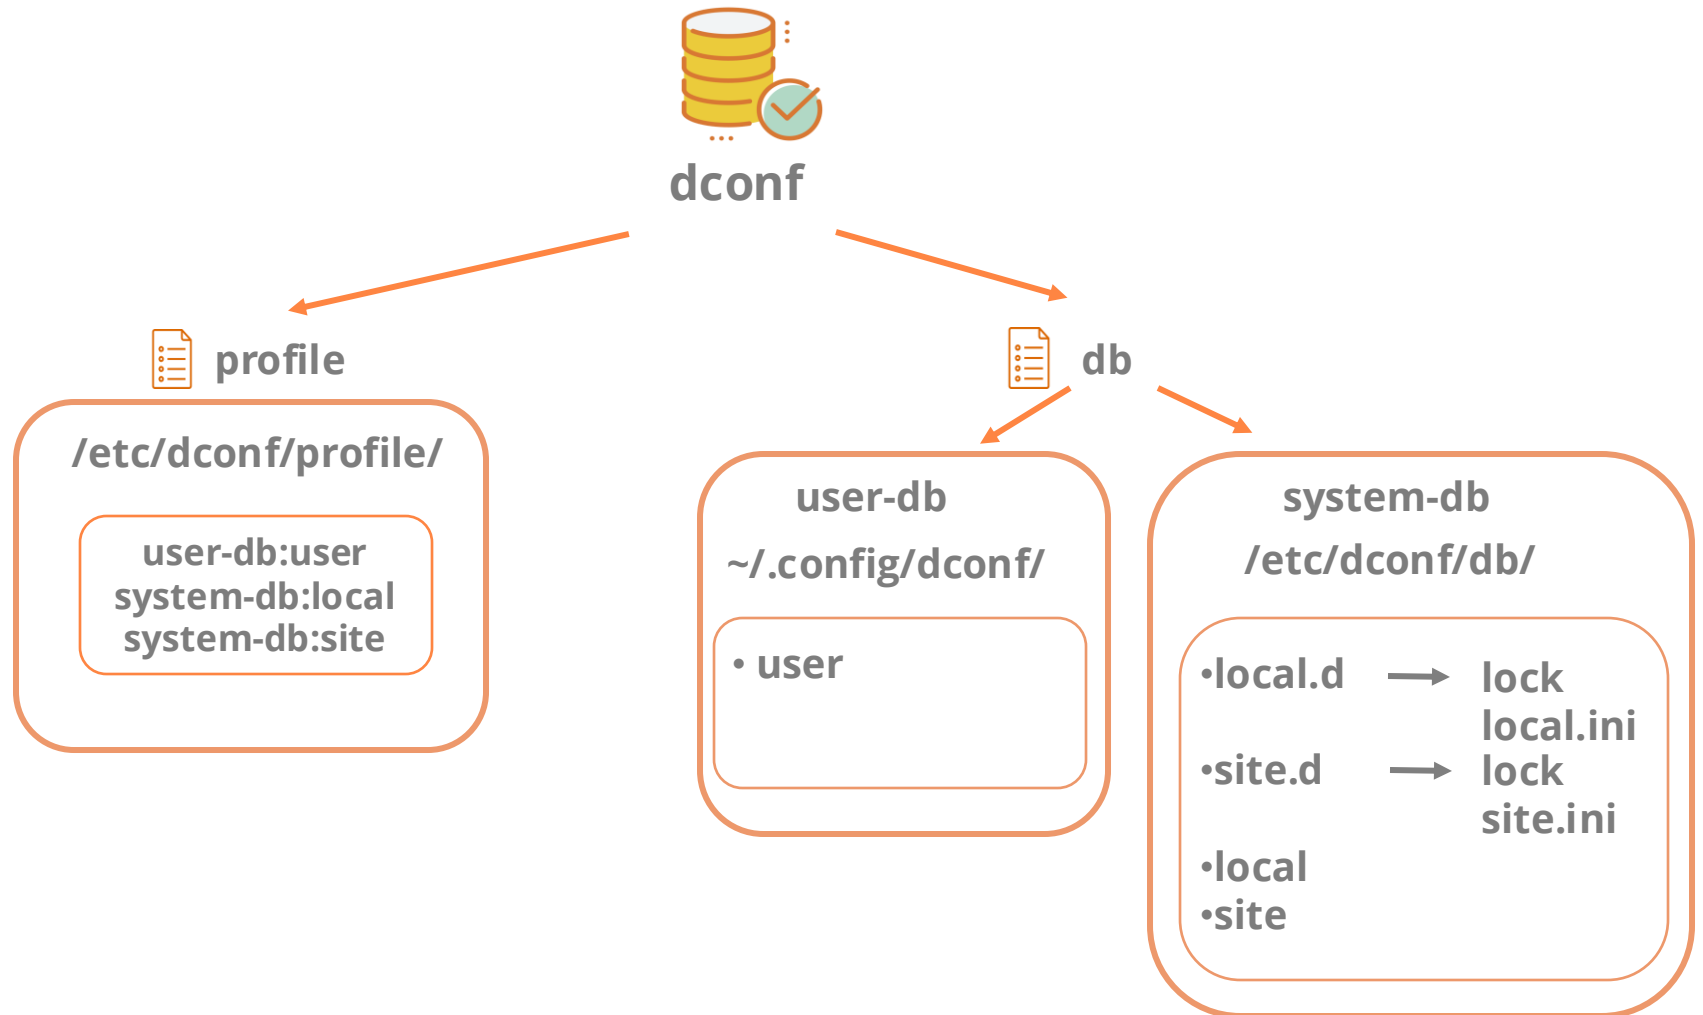 dconf
profile
db
/etc/dconf/profile/
user-db:user
system-db:local
system-db:site
user-db
~/.config/dconf/
• user
system-db
/etc/dconf/db/
•local.d
lock
local.ini
•site.d
lock
site.ini
•local
•site